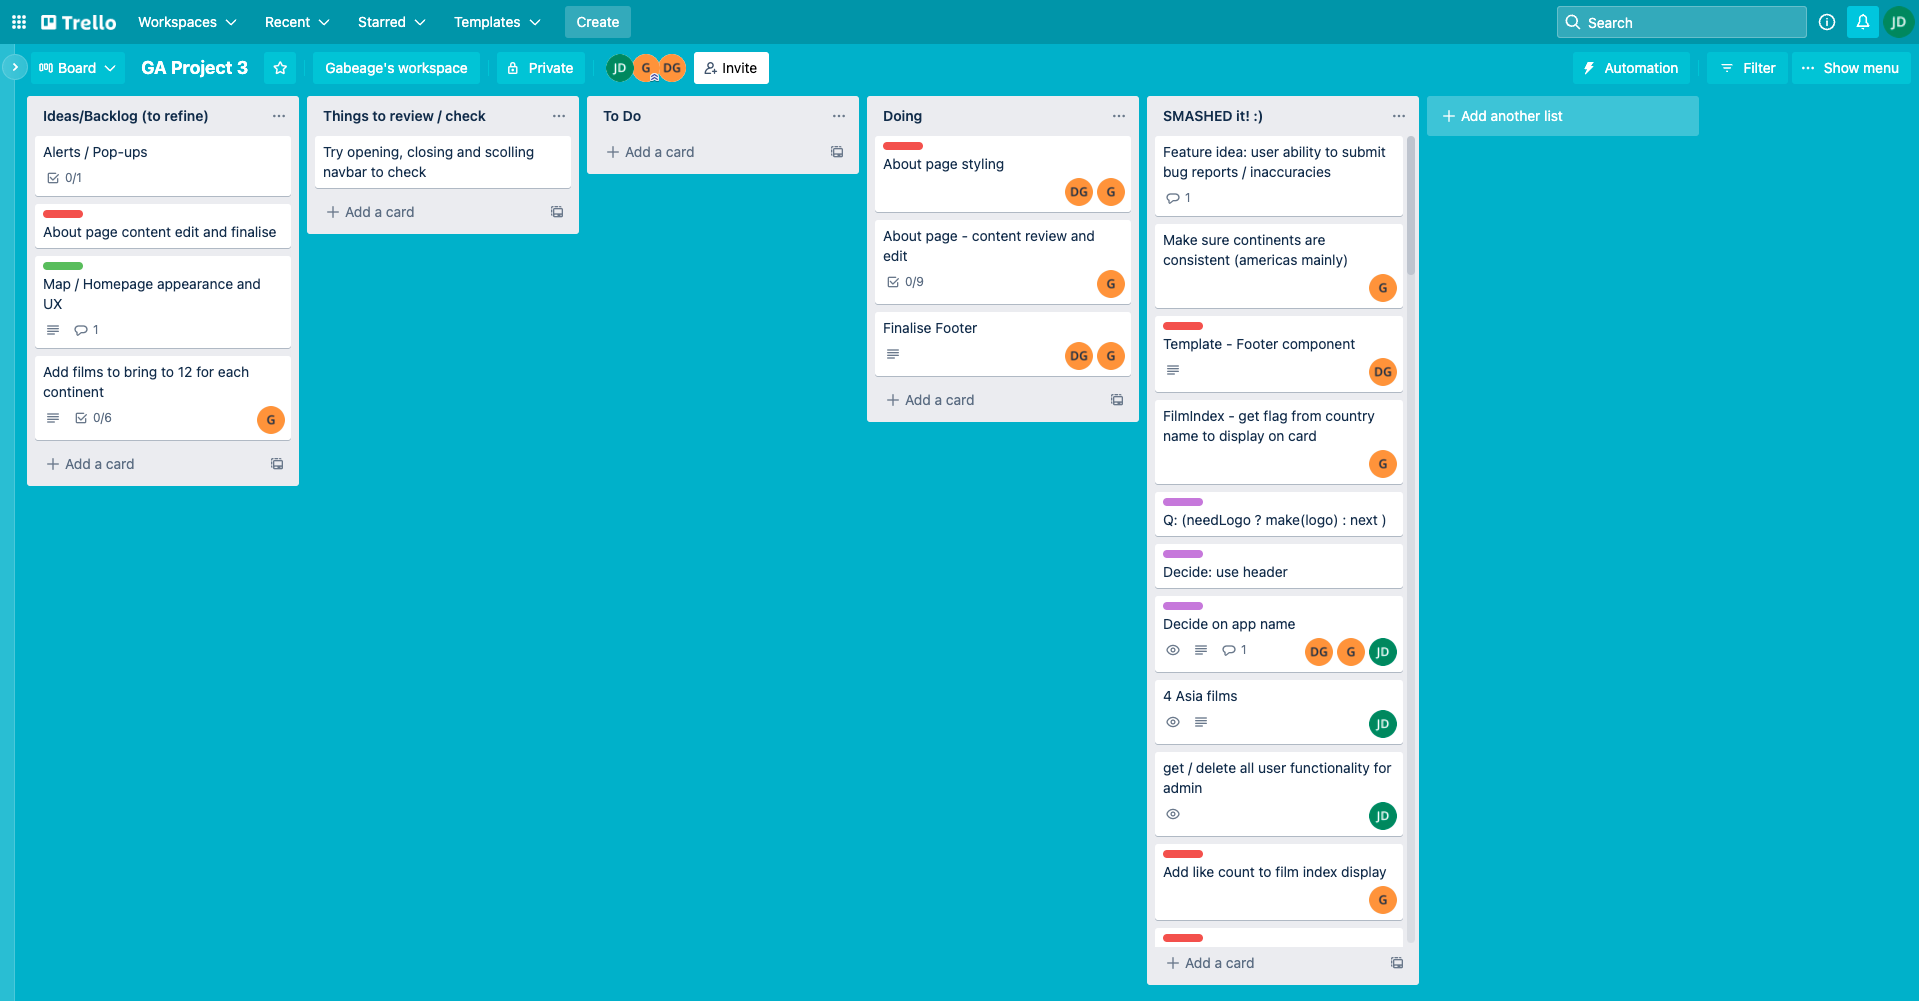 Trello
Workspaces
Recent
Starred
Templates
Create
Search
JD
Board
GA Project 3
Gabeage's workspace
Private
JD
G
DG
Invite
Automation
Filter
Show menu
Ideas/Backlog (to refine)
Alerts / Pop-ups
0/1
About page content edit and finalise
Map / Homepage appearance and
UX
1
Add films to bring to 12 for each
continent
0/6
G
Add a card
Things to review / check
Try opening, closing and scolling
navbar to check
Add a card
To Do
Add a card
Doing
About page styling
DG
G
About page - content review and
edit
0/9
G
Finalise Footer
DG
G
Add a card
SMASHED it! :)
Feature idea: user ability to submit
bug reports / inaccuracies
1
Make sure continents are
consistent (americas mainly)
G
Template - Footer component
DG
FilmIndex - get flag from country
name to display on card
G
Q: (needLogo ? make(logo) : next )
Decide: use header
Decide on app name
1
DG
G
JD
4 Asia films
JD
get / delete all user functionality for
admin
JD
Add like count to film index display
G
Add a card
Add another list